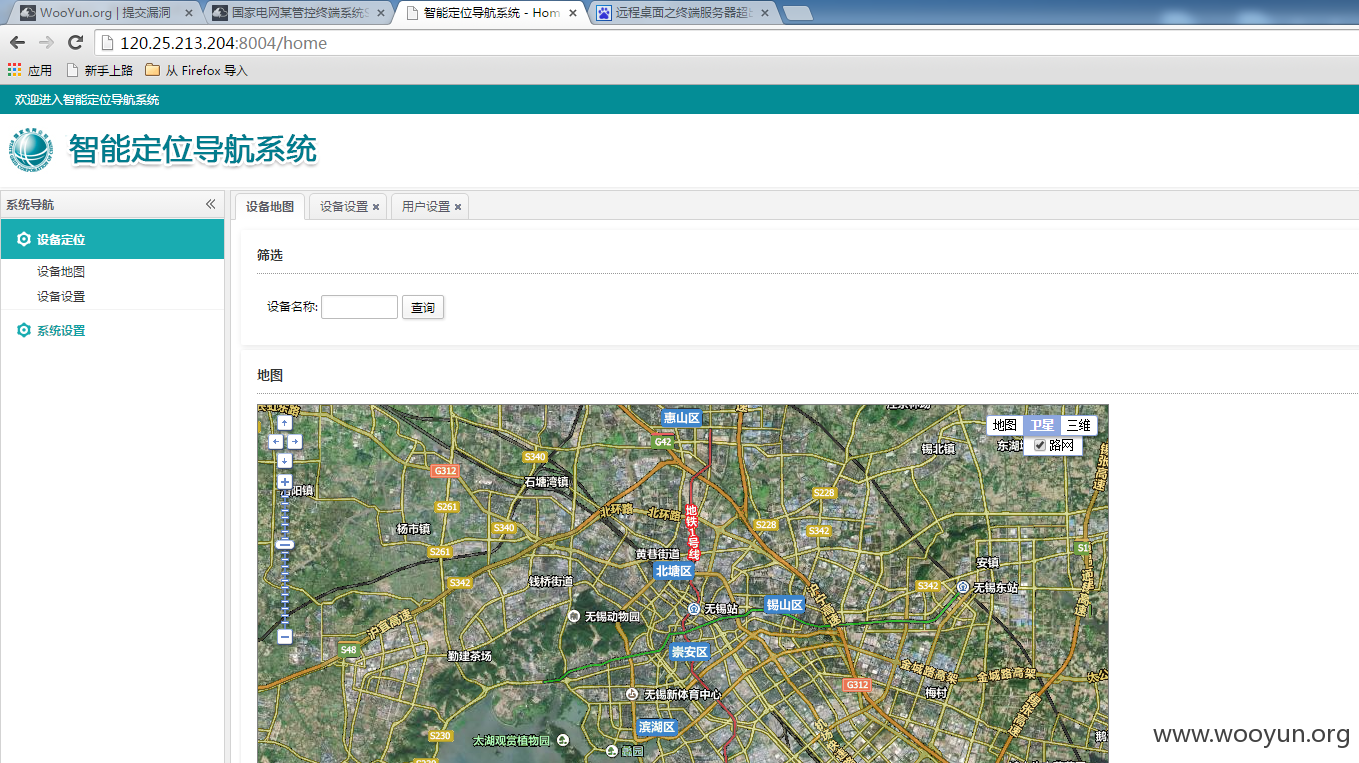 WooYun.org | 提交漏洞
国家电网某管控终端系统S
智能定位导航系统 - Hom
远程桌面之终端服务器超
120.25.213.204:8004/home
应用 新手上路 从 Firefox 导入
欢迎进入智能定位导航系统
智能定位导航系统
系统导航
设备地图 设备设置 用户设置
设备定位
设备地图
设备设置
系统设置
筛选
设备名称: 查询
地图
惠山区
地图 卫星 三维
路网
G42
锡北镇
S340
G312
石塘湾镇
S228
S261
北环路 北环路
地铁1号线
杨市镇
S340
S228
S342
S261
黄巷街道
安镇
北塘区
钱桥街道
S342
S342
无锡东站
锡山区
无锡站
无锡动物园
沪宜高速
S48
崇安区
勤建茶场
金城路高架 金城路高架
G312
梅村
无锡新体育中心
滨湖区
S230
太湖观赏植物园
蠡园
www.wooyun.org